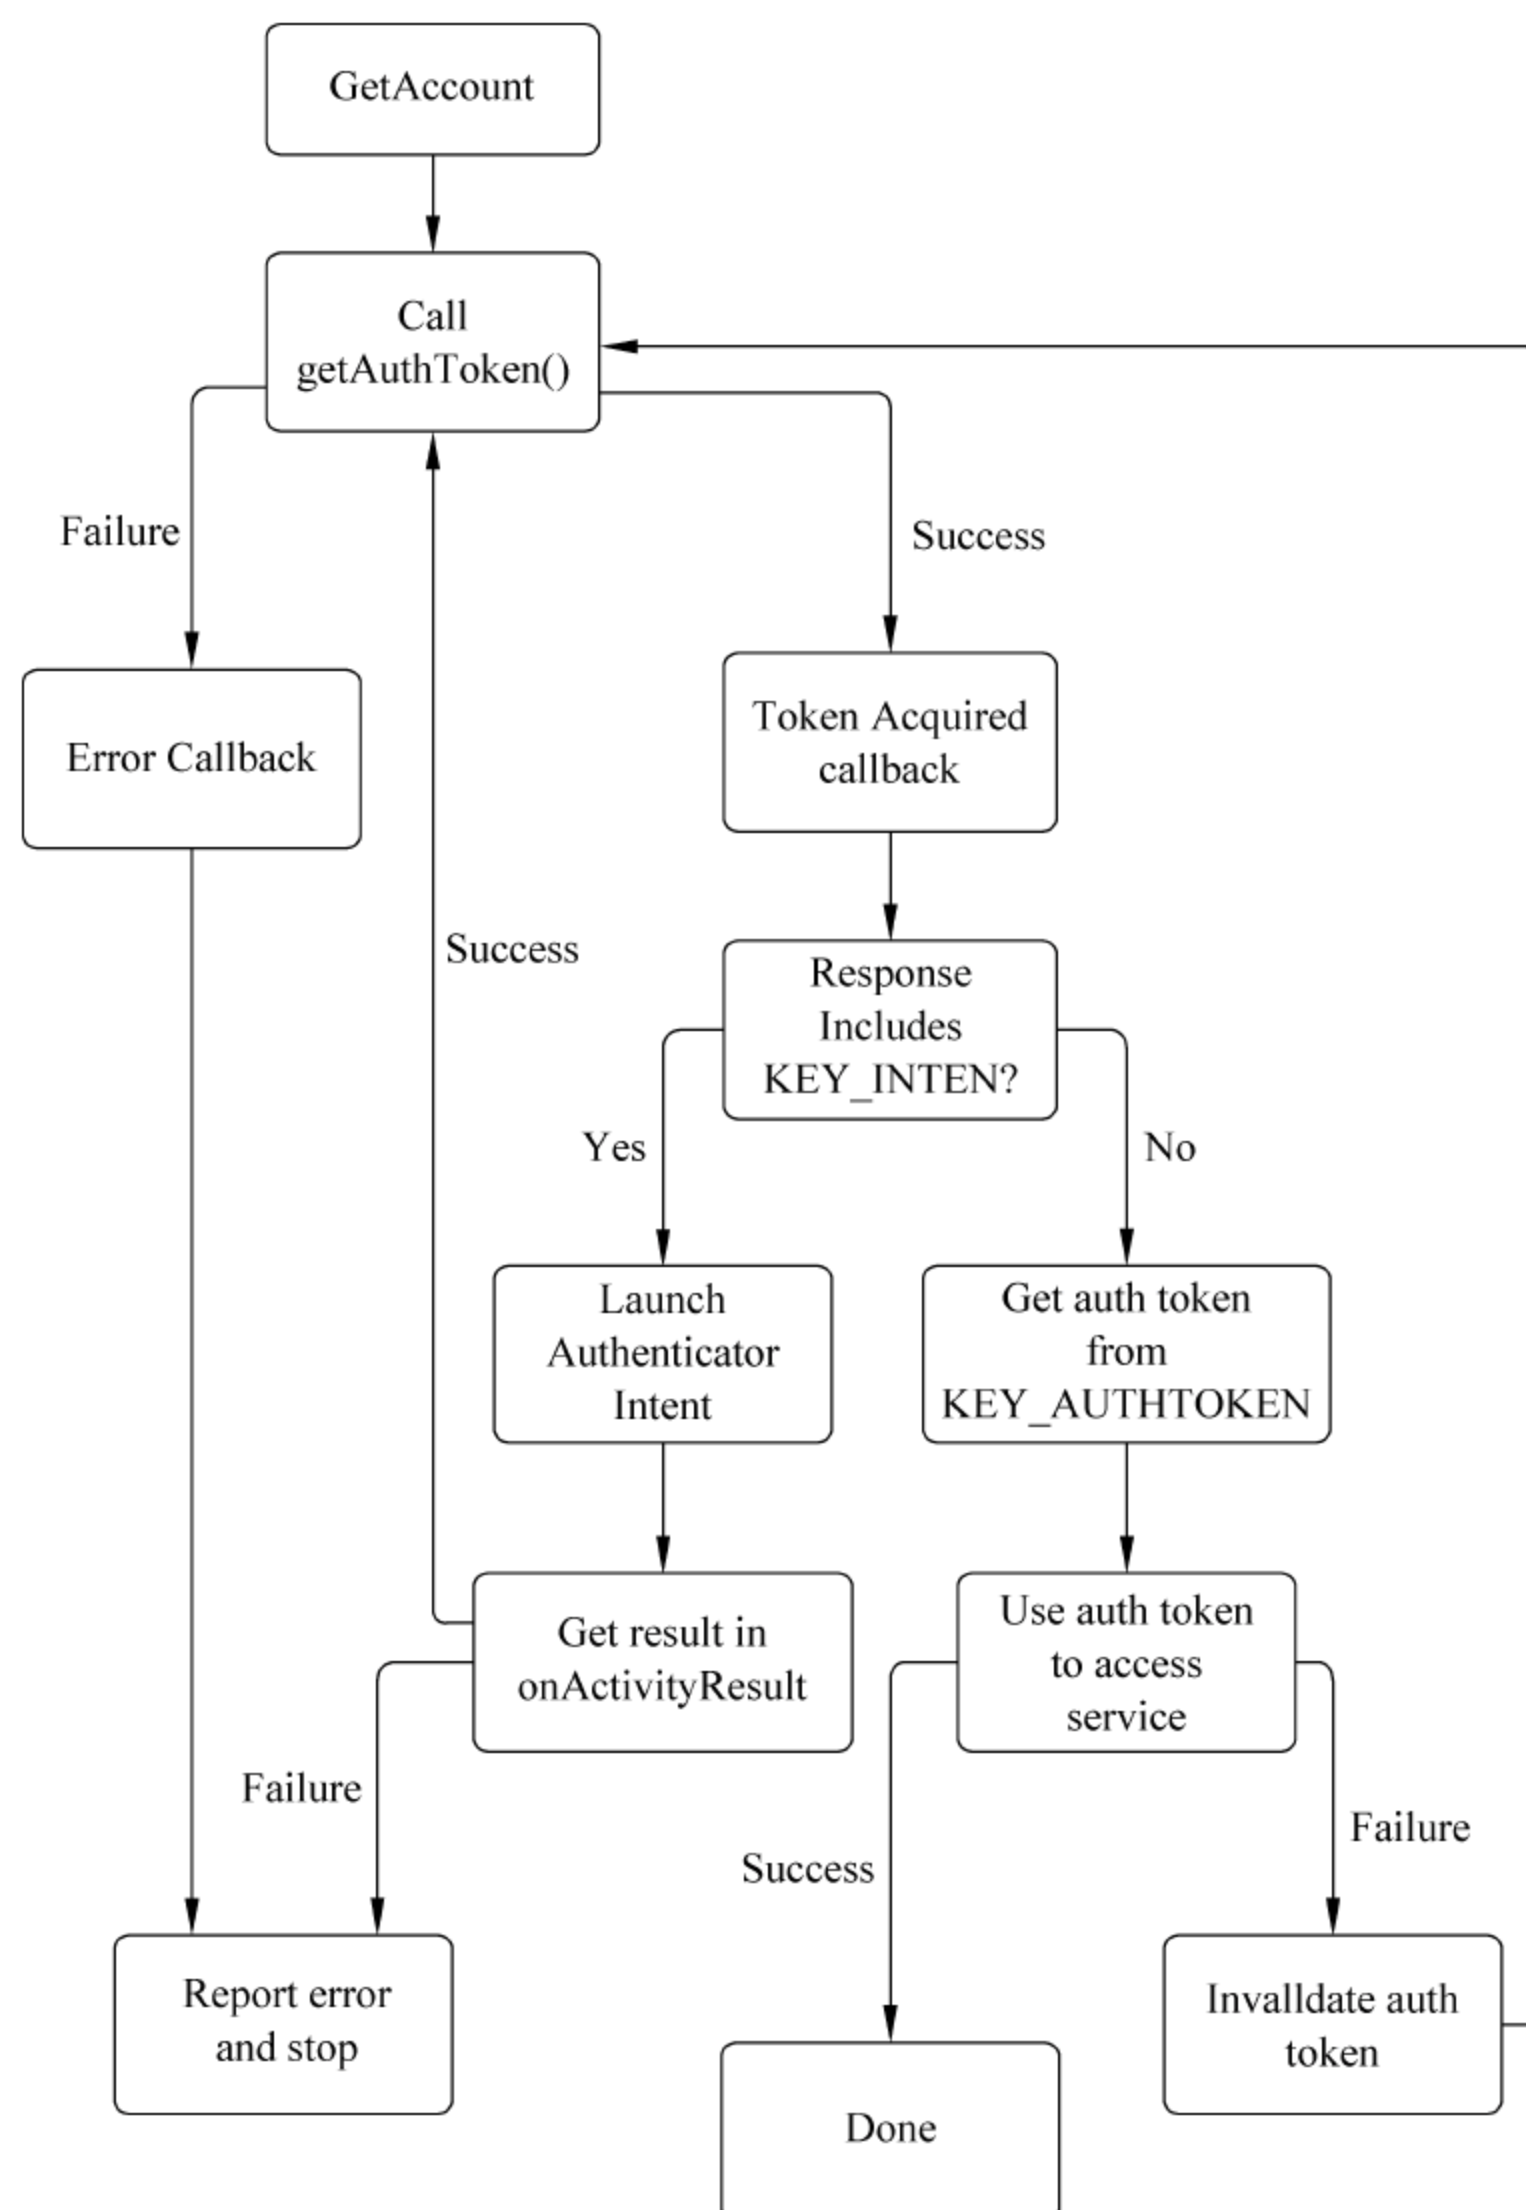 GetAccount
Call
getAuthToken()
Failure
Success
Error Callback
Token Acquired
callback
Success
Response
Includes
KEY_INTEN?
Yes
No
Launch
Authenticator
Intent
Get auth token
from
KEY_AUTHTOKEN
Get result in
onActivityResult
Use auth token
to access
service
Failure
Success
Failure
Report error
and stop
Invalldate auth
token
Done